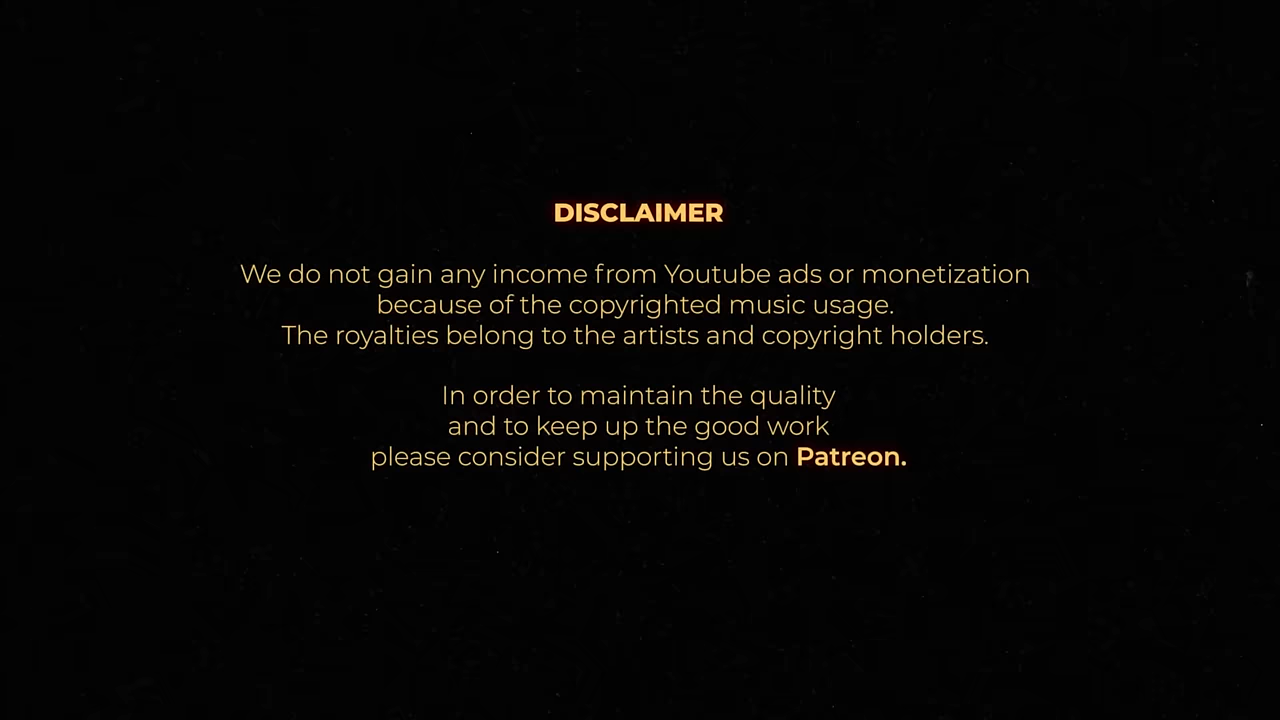 DISCLAIMER
We do not gain any income from Youtube ads or monetization
because of the copyrighted music usage.
The royalties belong to the artists and copyright holders.
In order to maintain the quality
and to keep up the good work
please consider supporting us on Patreon.